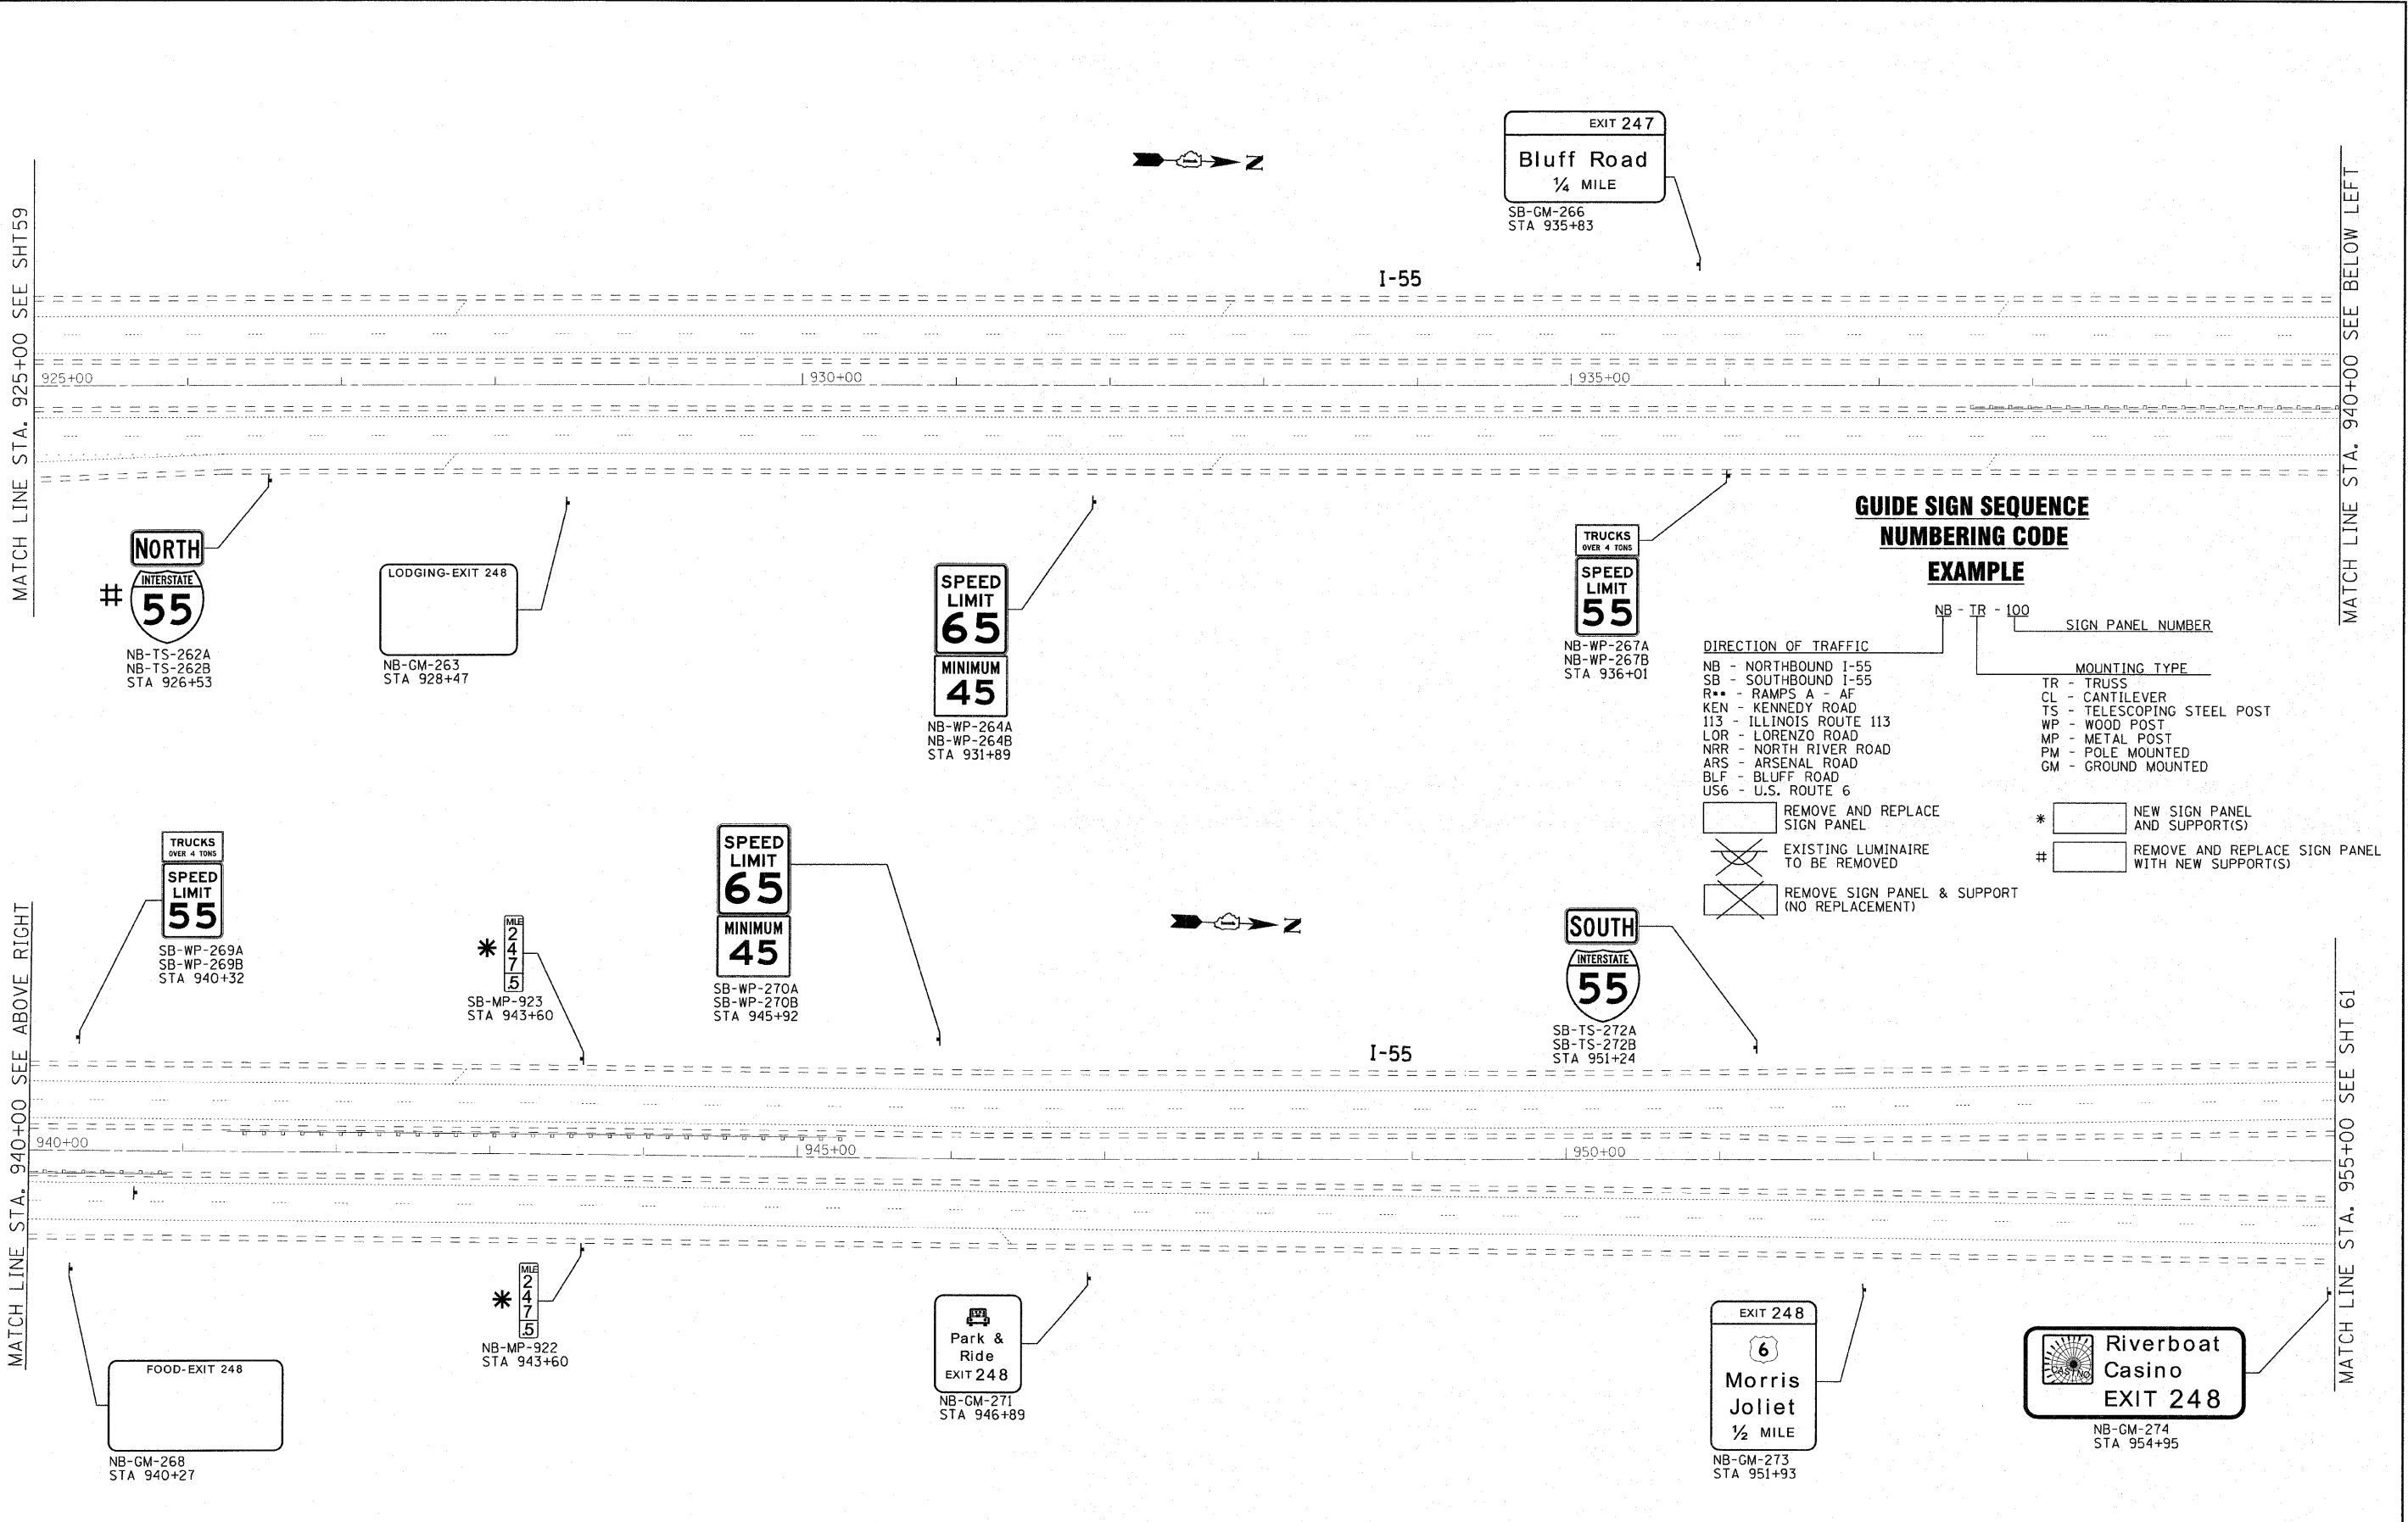 EXIT 247
Bluff Road
1/4 MILE
SB-GM-266
STA 935+83
N
I-55
MATCH LINE STA. 925+00 SEE SHT59
MATCH LINE STA. 940+00 SEE BELOW LEFT
925+00
930+00
935+00
NORTH
#
INTERSTATE
55
NB-TS-262A
NB-TS-262B
STA 926+53
LODGING-EXIT 248
NB-GM-263
STA 928+47
SPEED
LIMIT
65
MINIMUM
45
NB-WP-264A
NB-WP-264B
STA 931+89
TRUCKS
OVER 4 TONS
SPEED
LIMIT
55
NB-WP-267A
NB-WP-267B
STA 936+01
GUIDE SIGN SEQUENCE
NUMBERING CODE
EXAMPLE
NB - TR - 100
SIGN PANEL NUMBER
DIRECTION OF TRAFFIC
NB - NORTHBOUND I-55
SB - SOUTHBOUND I-55
R** - RAMPS A - AF
KEN - KENNEDY ROAD
113 - ILLINOIS ROUTE 113
LOR - LORENZO ROAD
NRR - NORTH RIVER ROAD
ARS - ARSENAL ROAD
BLF - BLUFF ROAD
US6 - U.S. ROUTE 6
MOUNTING TYPE
TR - TRUSS
CL - CANTILEVER
TS - TELESCOPING STEEL POST
WP - WOOD POST
MP - METAL POST
PM - POLE MOUNTED
GM - GROUND MOUNTED
REMOVE AND REPLACE
SIGN PANEL
EXISTING LUMINAIRE
TO BE REMOVED
REMOVE SIGN PANEL & SUPPORT
(NO REPLACEMENT)
*
NEW SIGN PANEL
AND SUPPORT(S)
#
REMOVE AND REPLACE SIGN PANEL
WITH NEW SUPPORT(S)
MATCH LINE STA. 940+00 SEE ABOVE RIGHT
MATCH LINE STA. 955+00 SEE SHT 61
TRUCKS
OVER 4 TONS
SPEED
LIMIT
55
SB-WP-269A
SB-WP-269B
STA 940+32
*
MILE
2
4
7
.5
SB-MP-923
STA 943+60
SPEED
LIMIT
65
MINIMUM
45
SB-WP-270A
SB-WP-270B
STA 945+92
N
SOUTH
INTERSTATE
55
SB-TS-272A
SB-TS-272B
STA 951+24
I-55
940+00
945+00
950+00
FOOD-EXIT 248
NB-GM-268
STA 940+27
*
MILE
2
4
7
.5
NB-MP-922
STA 943+60
Park &
Ride
EXIT 248
NB-GM-271
STA 946+89
EXIT 248
6
Morris
Joliet
1/2 MILE
NB-GM-273
STA 951+93
CASINO
Riverboat
Casino
EXIT 248
NB-GM-274
STA 954+95